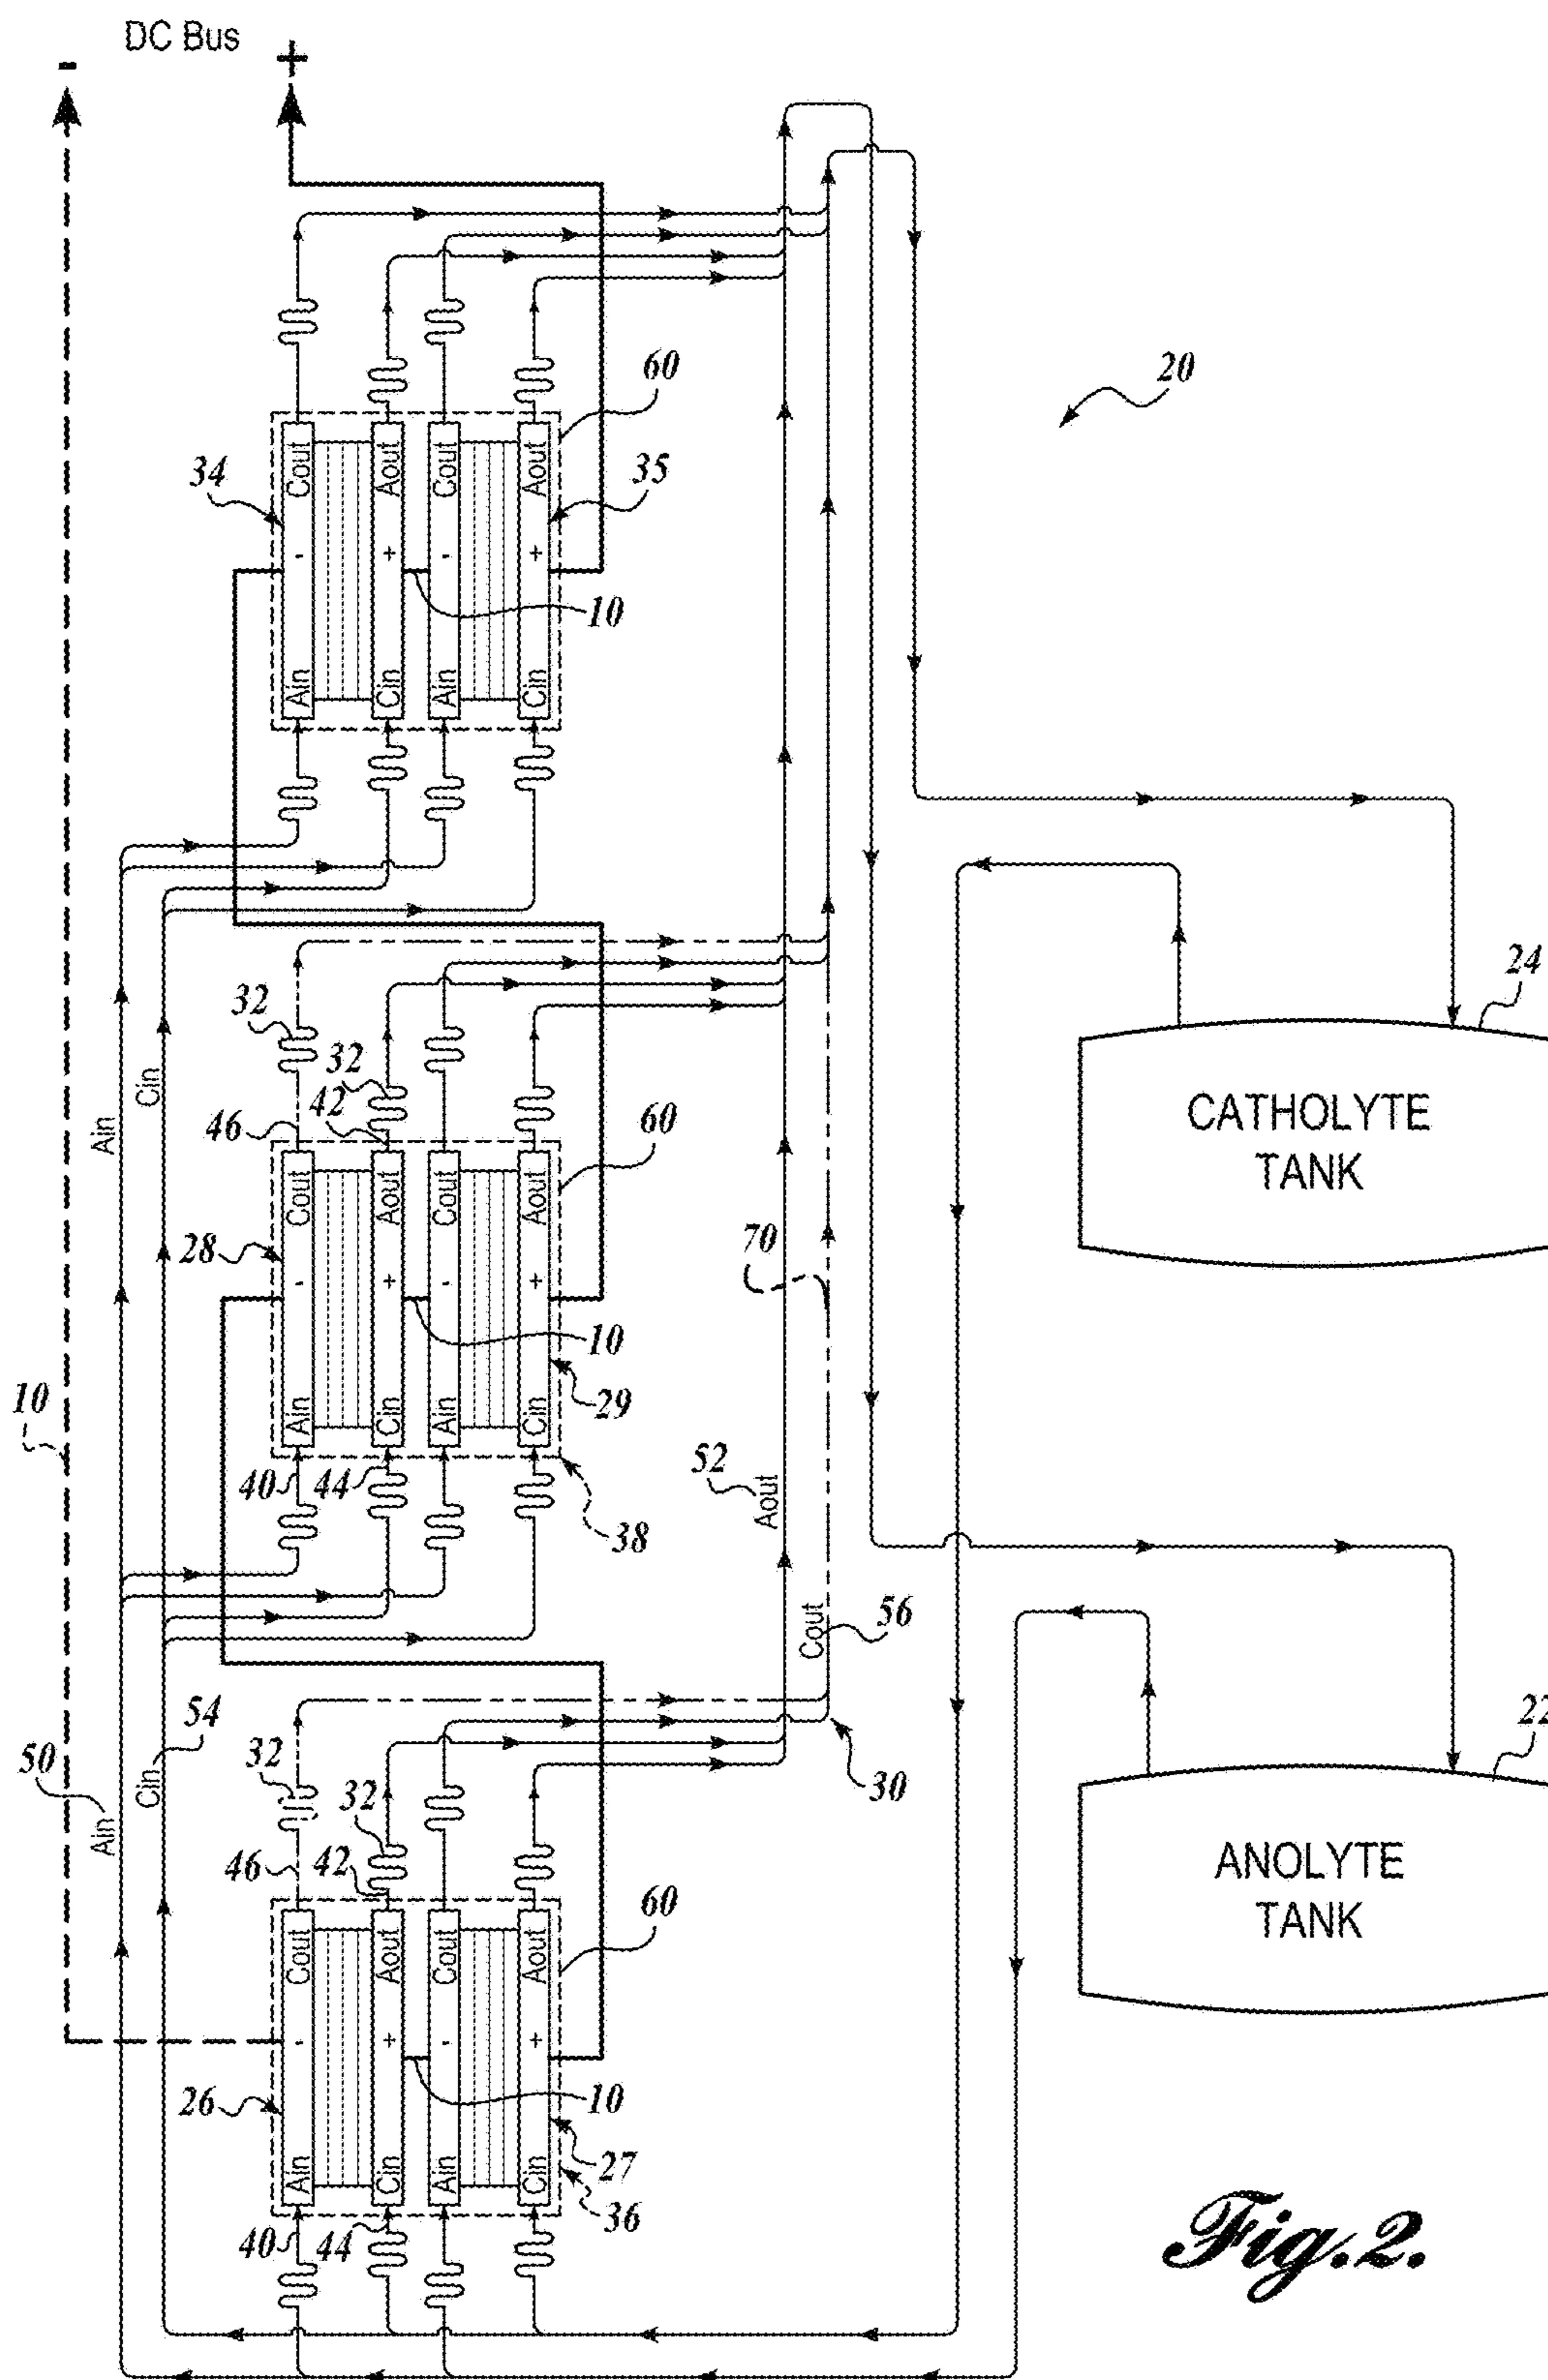 DC Bus
- +
20
60
34
Cout Aout Cout Aout
35
- + - +
10
Ain Cin Ain Cin
24
32
Cin
32
42
Ain
46
60
CATHOLYTE
TANK
Cout Aout Cout Aout
28
70
- + - +
10
10
29
Ain Cin Ain Cin
52
40 44
Aout
38
56
Cout
54
22
50
32
Cin
30
32
Ain
46 42
ANOLYTE
TANK
60
Cout Aout Cout Aout
- + - +
26
10
27
Ain Cin Ain Cin
36
40 44
Fig.2.